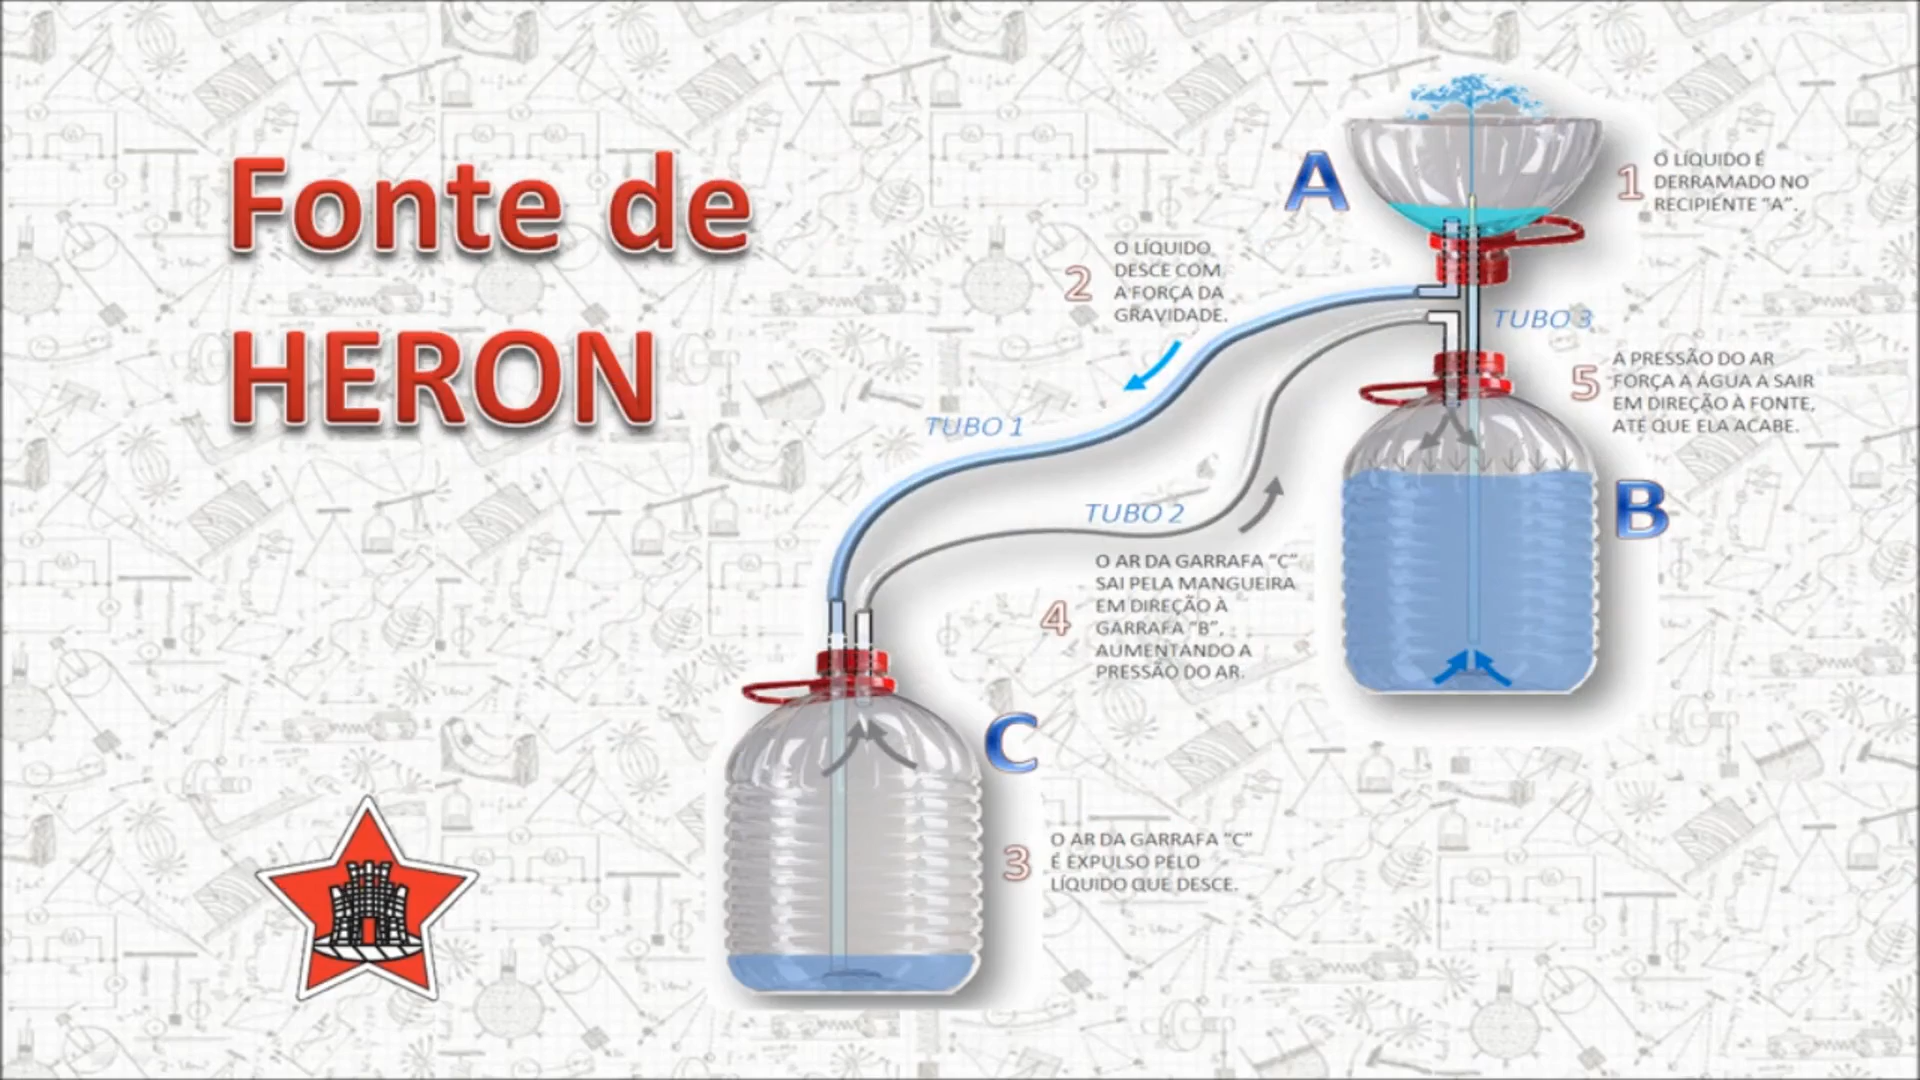 Fonte de
HERON
A
1
O LÍQUIDO É
DERRAMADO NO
RECIPIENTE "A".
2
O LÍQUIDO
DESCE COM
A FORÇA DA
GRAVIDADE.
TUBO 3
5
A PRESSÃO DO AR
FORÇA A ÁGUA A SAIR
EM DIREÇÃO À FONTE,
ATÉ QUE ELA ACABE.
TUBO 1
B
TUBO 2
4
O AR DA GARRAFA "C"
SAI PELA MANGUEIRA
EM DIREÇÃO À
GARRAFA "B",
AUMENTANDO A
PRESSÃO DO AR.
C
3
O AR DA GARRAFA "C"
É EXPULSO PELO
LÍQUIDO QUE DESCE.